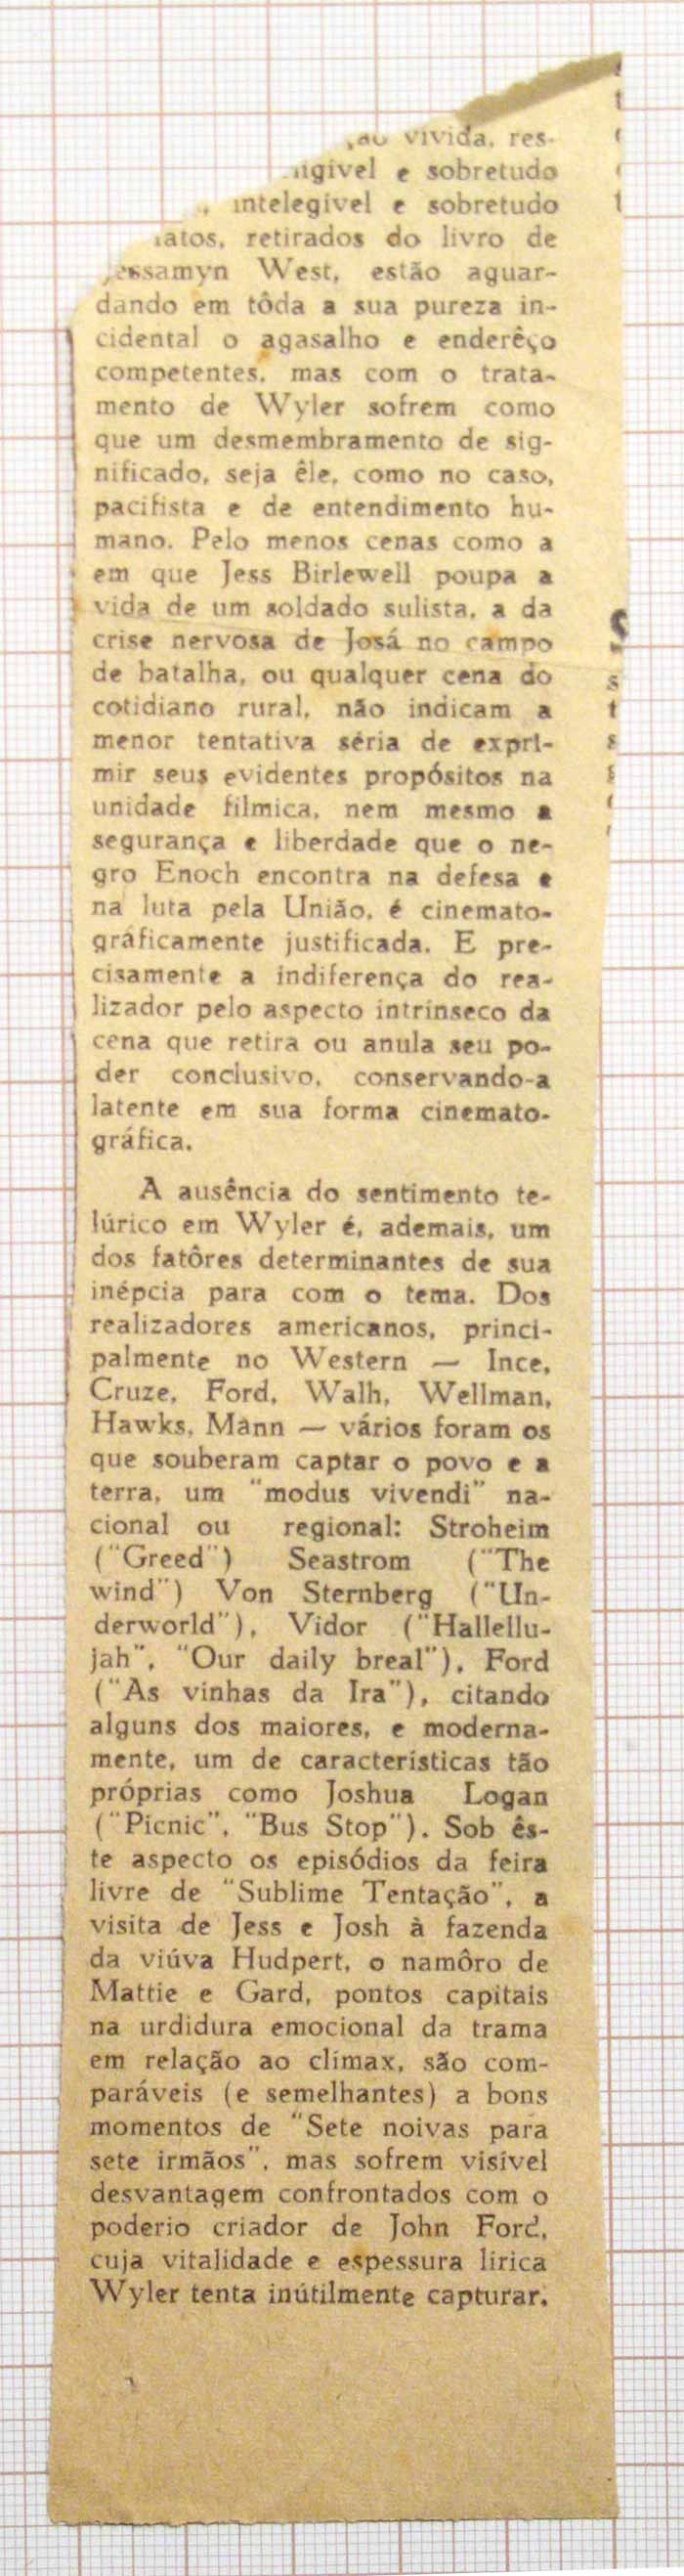 vivida, res-
e sobretudo
intelegível e sobretudo
retirados do livro de
West, estão aguar-
dando em tôda a sua pureza in-
cidental o agasalho e enderêço
competentes, mas com o trata-
mento de Wyler sofrem como
que um desmembramento de sig-
nificado, seja êle, como no caso,
pacifista e de entendimento hu-
mano. Pelo menos cenas como a
em que Jess Birlewell poupa a
vida de um soldado sulista, a da
crise nervosa de Josá no campo
de batalha, ou qualquer cena do
cotidiano rural, não indicam a
menor tentativa séria de expri-
mir seus evidentes propósitos na
unidade fílmica, nem mesmo a
segurança e liberdade que o ne-
gro Enoch encontra na defesa e
na luta pela União, é cinemato-
gràficamente justificada. E pre-
cisamente a indiferença do rea-
lizador pelo aspecto intrínseco da
cena que retira ou anula seu po-
der conclusivo, conservando-a
latente em sua forma cinemato-
gráfica.
A ausência do sentimento te-
lúrico em Wyler é, ademais, um
dos fatôres determinantes de sua
inépcia para com o tema. Dos
realizadores americanos, princi-
palmente no Western — Ince,
Cruze, Ford, Walh, Wellman,
Hawks, Mann — vários foram os
que souberam captar o povo e a
terra, um "modus vivendi" na-
cional ou regional: Stroheim
("Greed") Seastrom ("The
wind") Von Sternberg ("Un-
derworld"), Vidor ("Hallellu-
jah", "Our daily breal"), Ford
("As vinhas da Ira"), citando
alguns dos maiores, e moderna-
mente, um de características tão
próprias como Joshua Logan
("Picnic", "Bus Stop"). Sob ês-
te aspecto os episódios da feira
livre de "Sublime Tentação", a
visita de Jess e Josh à fazenda
da viúva Hudpert, o namôro de
Mattie e Gard, pontos capitais
na urdidura emocional da trama
em relação ao clímax, são com-
paráveis (e semelhantes) a bons
momentos de "Sete noivas para
sete irmãos", mas sofrem visível
desvantagem confrontados com o
poderio criador de John Ford,
cuja vitalidade e espessura lírica
Wyler tenta inùtilmente capturar.